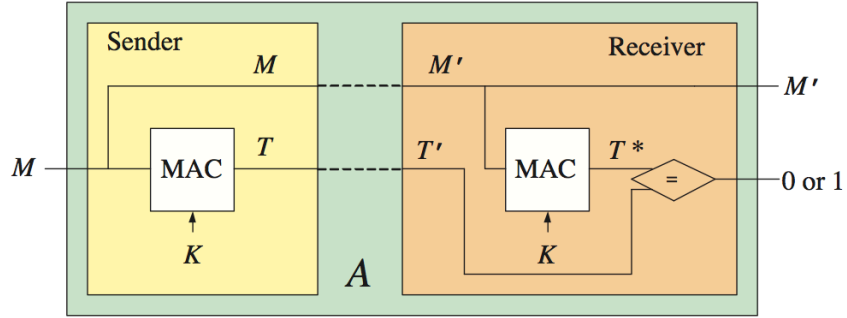 Sender
Receiver
M
M'
M'
M
MAC
T
T'
MAC
T*
=
0 or 1
K
K
A